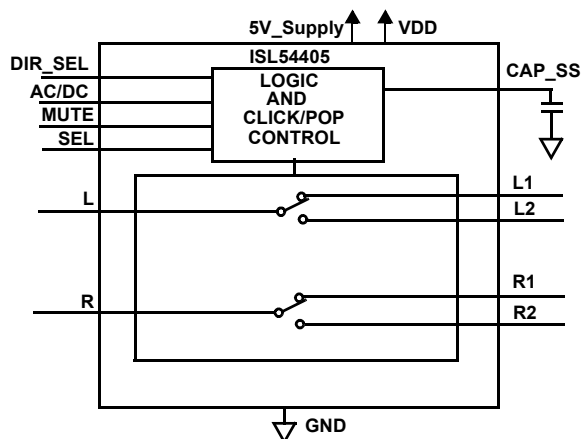 5V_Supply VDD
ISL54405
DIR_SEL
AC/DC
MUTE
SEL
LOGIC
AND
CLICK/POP
CONTROL
CAP_SS
L
L1
L2
R
R1
R2
GND